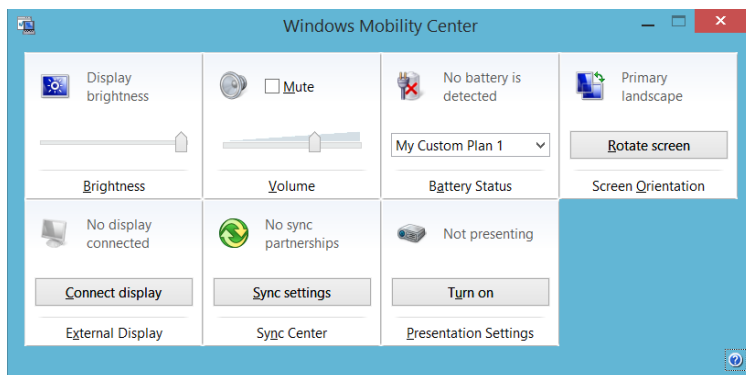 Windows Mobility Center
Display
brightness
Brightness
Mute
Volume
No battery is
detected
My Custom Plan 1
Battery Status
Primary
landscape
Rotate screen
Screen Orientation
No display
connected
Connect display
External Display
No sync
partnerships
Sync settings
Sync Center
Not presenting
Turn on
Presentation Settings